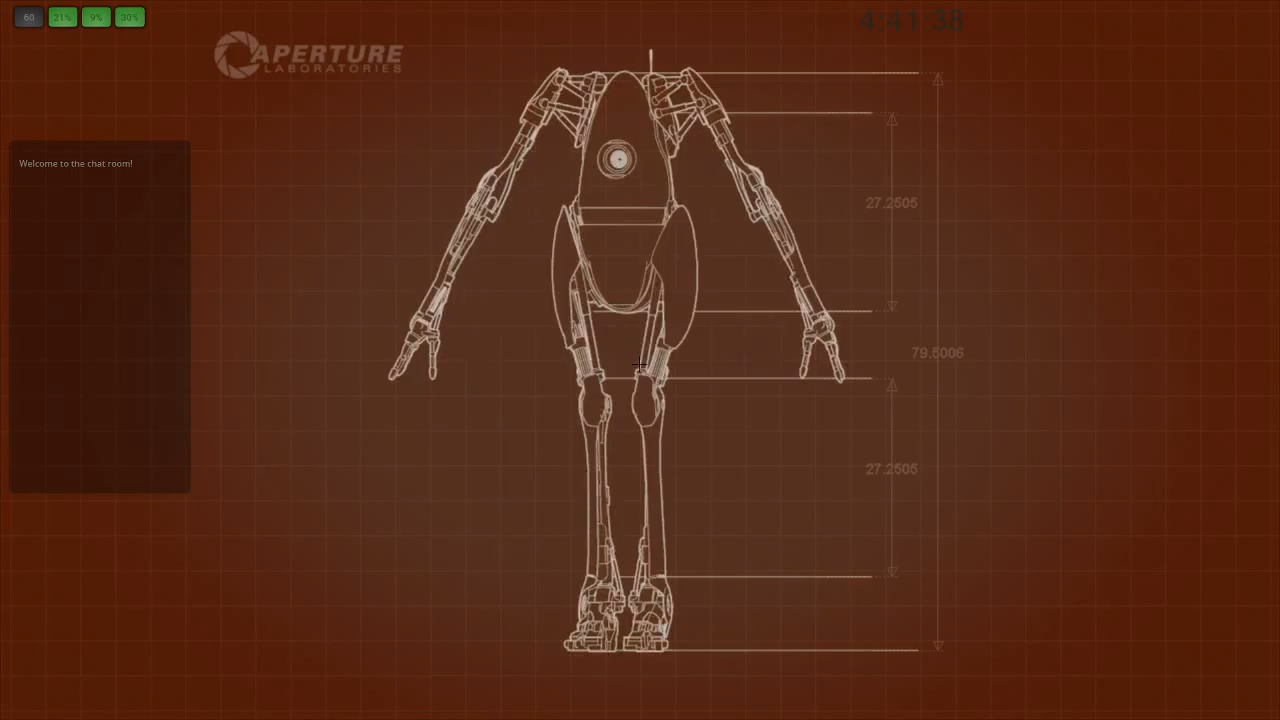 60 21% 9% 30%
4:41:38
APERTURE
LABORATORIES
Welcome to the chat room!
27.2505
79.5006
27.2505